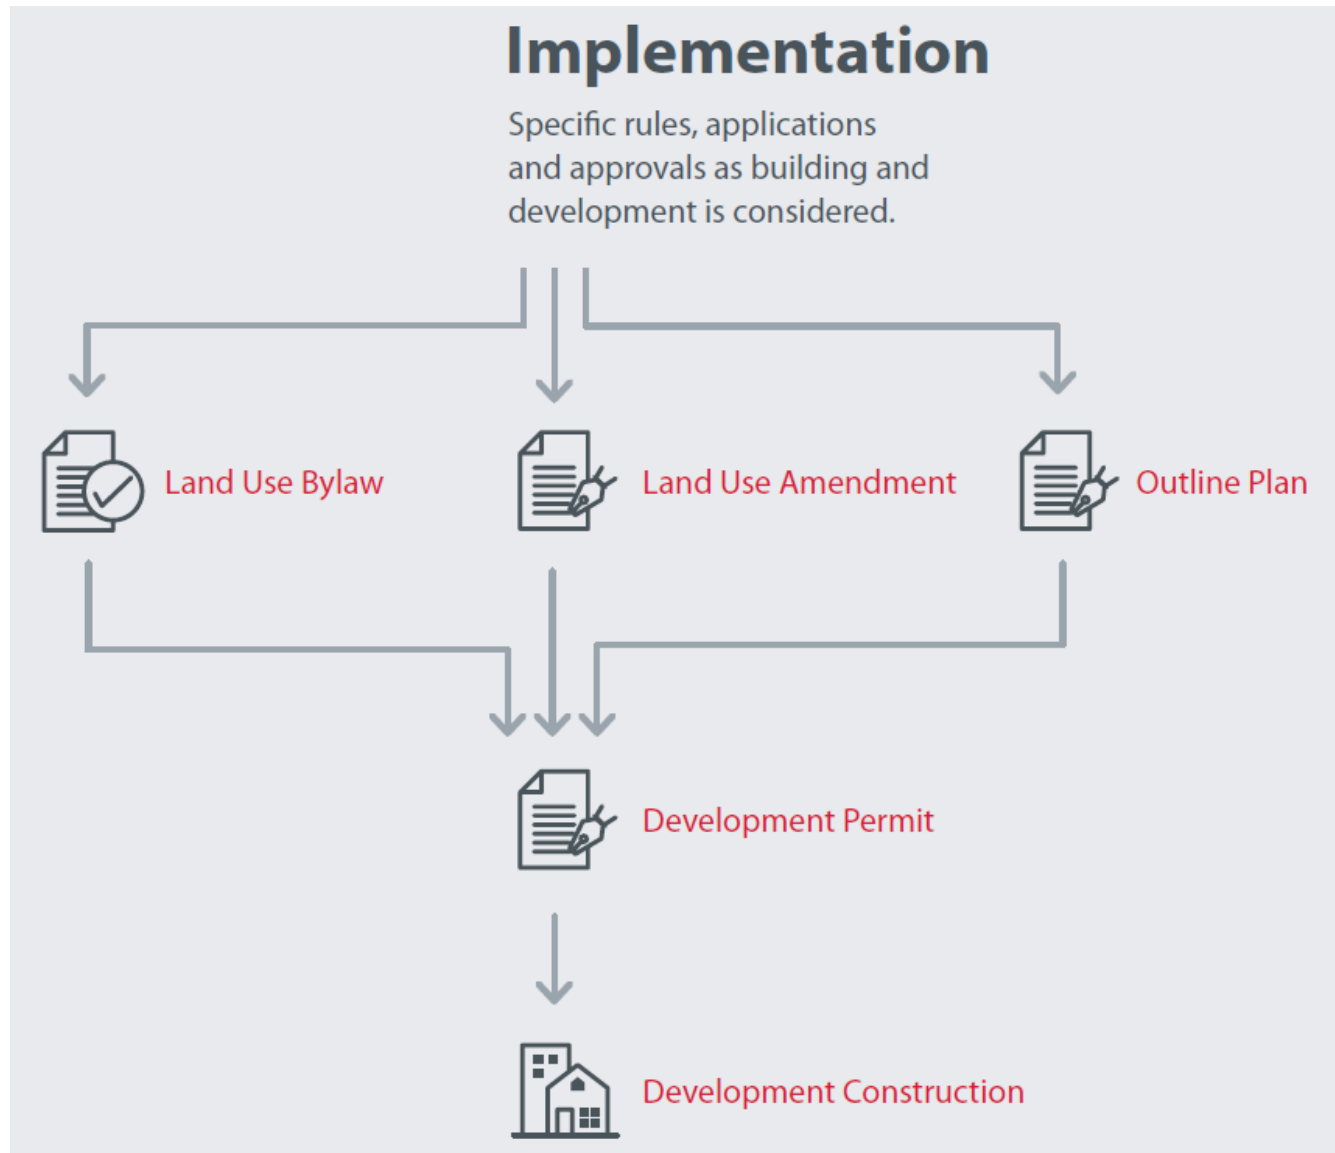 Implementation
Specific rules, applications
and approvals as building and
development is considered.
Land Use Bylaw
Land Use Amendment
Outline Plan
Development Permit
Development Construction